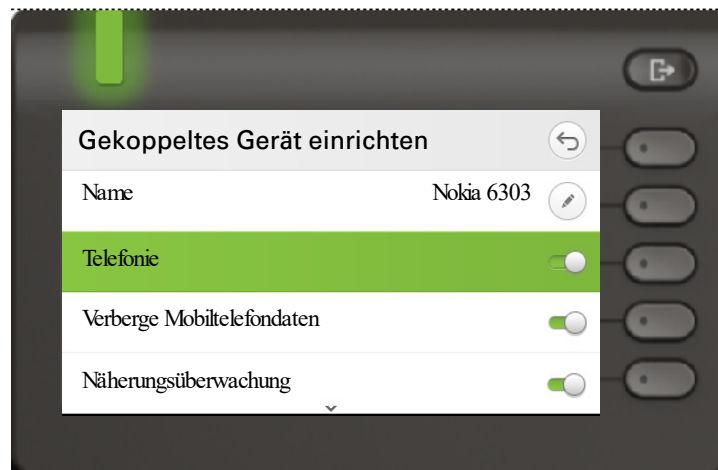 Gekoppeltes Gerät einrichten
Name Nokia 6303
Telefonie
Verberge Mobiltelefondaten
Näherungsüberwachung